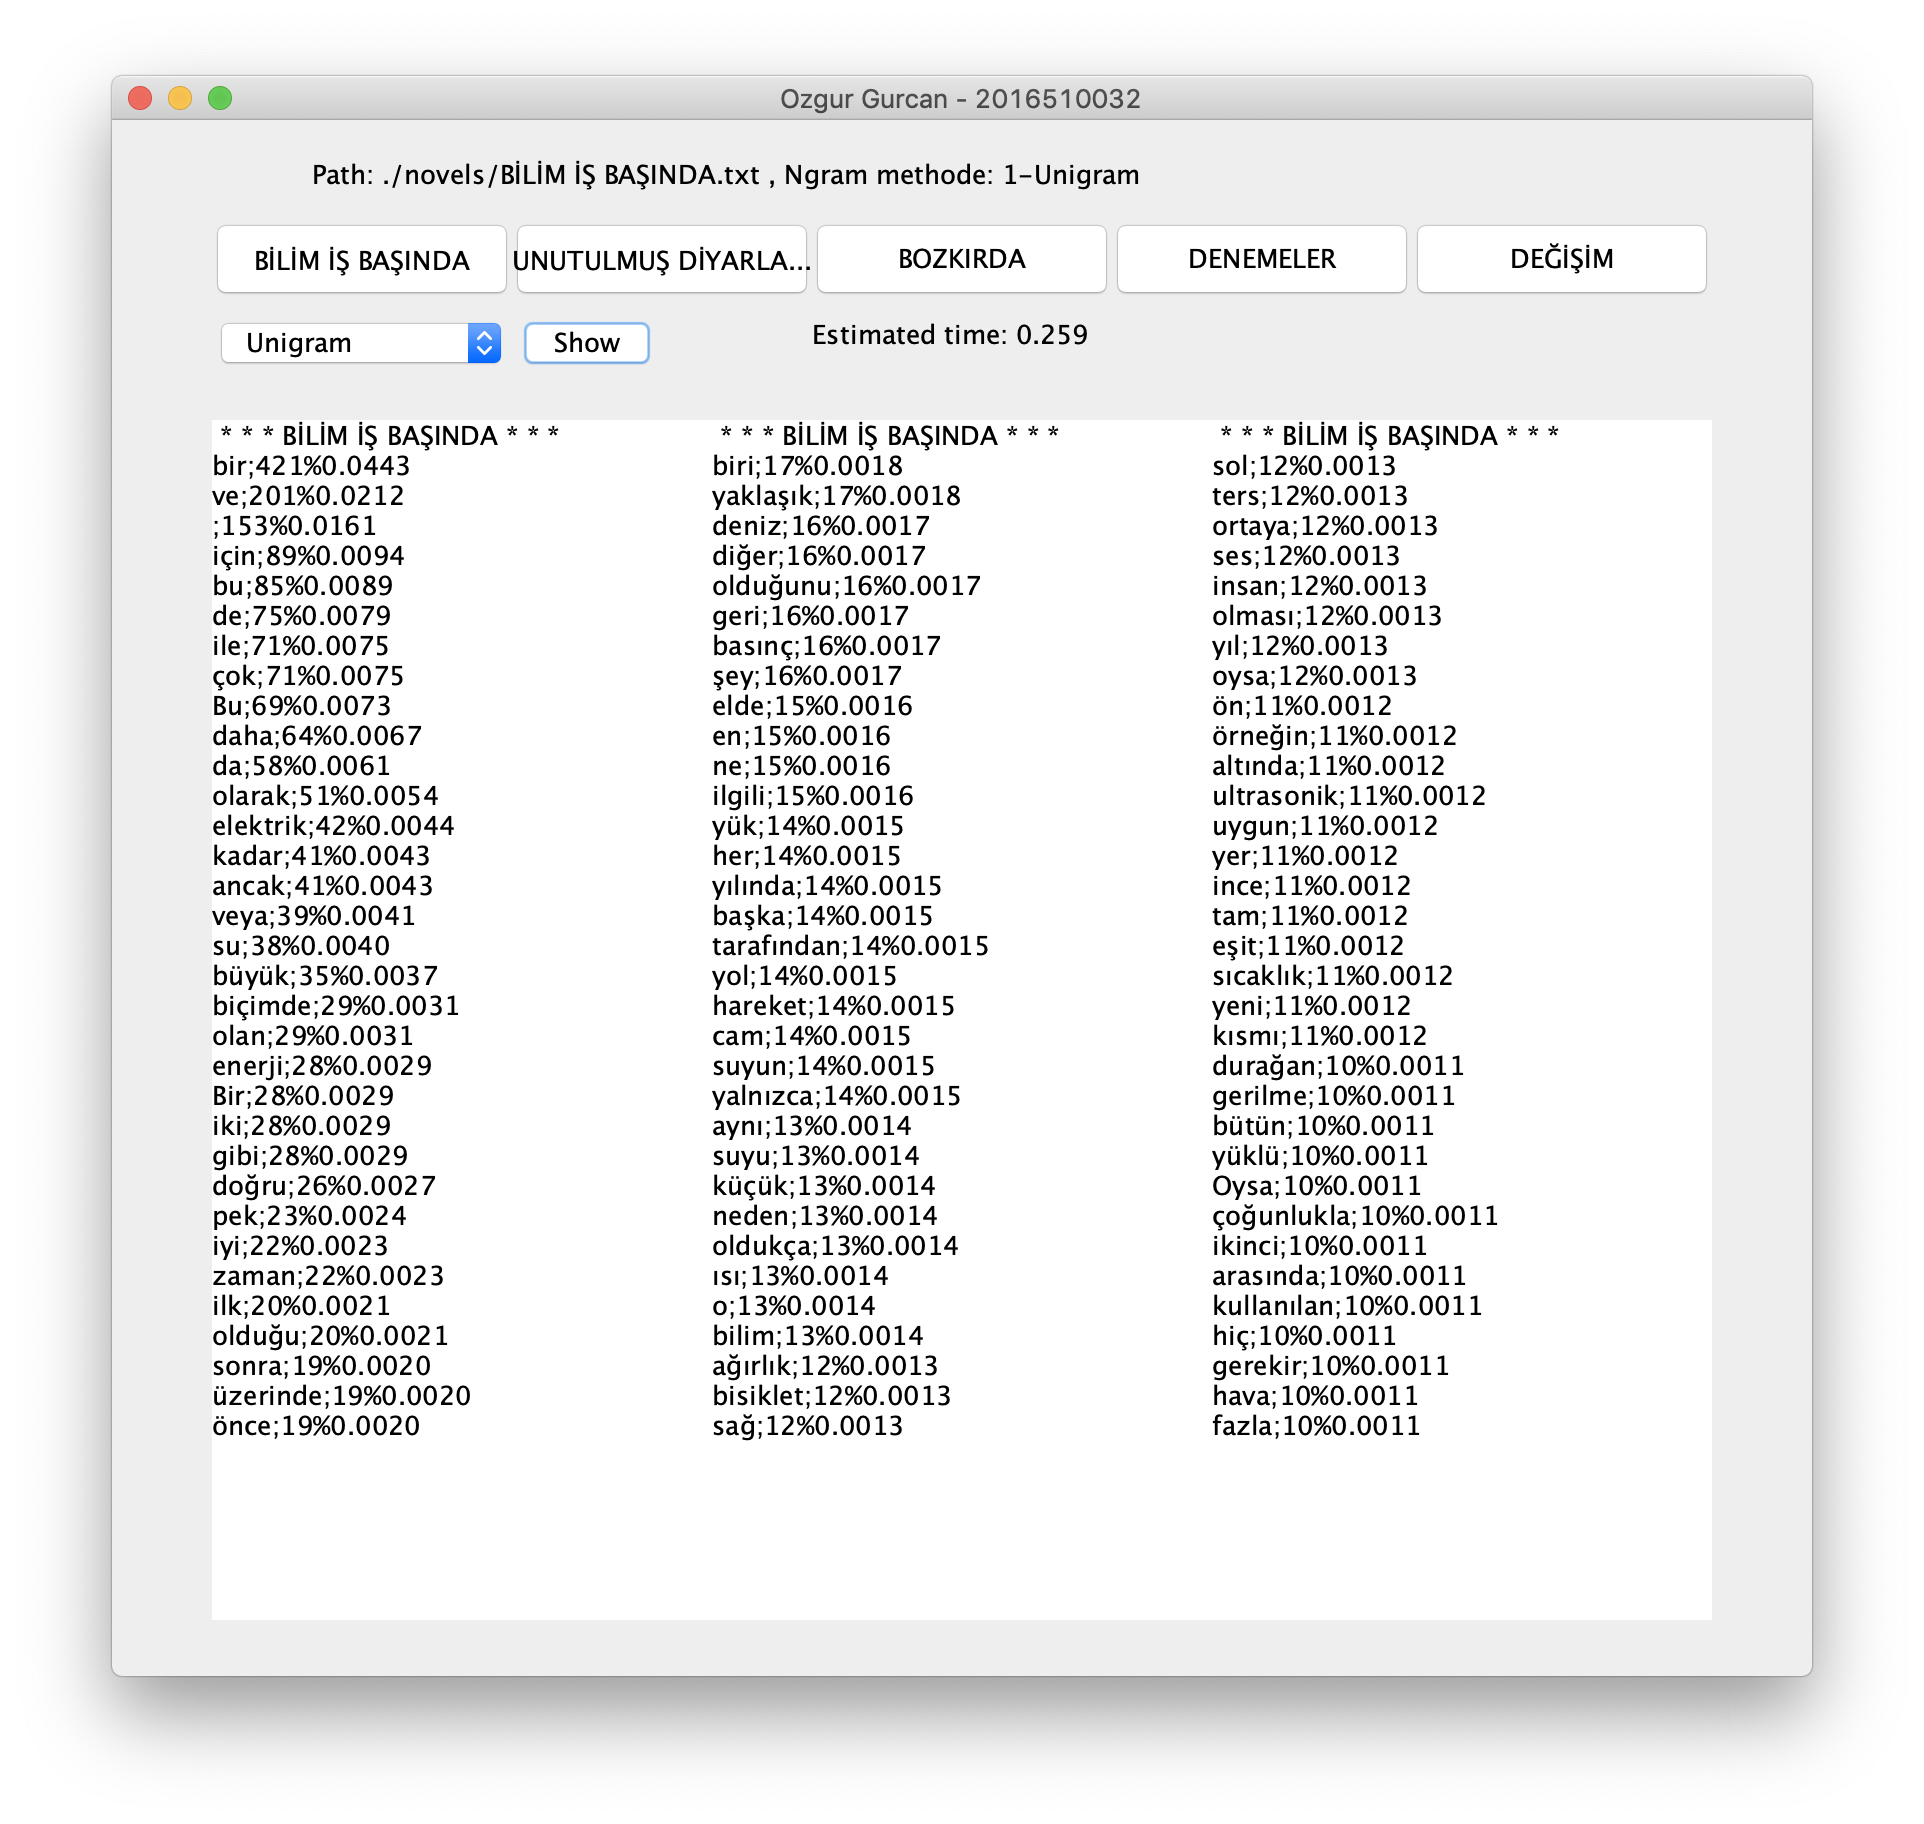 Ozgur Gurcan - 2016510032
Path: ./novels/BİLİM İŞ BAŞINDA.txt , Ngram methode: 1-Unigram
BİLİM İŞ BAŞINDA
UNUTULMUŞ DİYARLA...
BOZKIRDA
DENEMELER
DEĞİŞİM
Unigram
Show
Estimated time: 0.259
* * * BİLİM İŞ BAŞINDA * * *
bir;421%0.0443
ve;201%0.0212
;153%0.0161
için;89%0.0094
bu;85%0.0089
de;75%0.0079
ile;71%0.0075
çok;71%0.0075
Bu;69%0.0073
daha;64%0.0067
da;58%0.0061
olarak;51%0.0054
elektrik;42%0.0044
kadar;41%0.0043
ancak;41%0.0043
veya;39%0.0041
su;38%0.0040
büyük;35%0.0037
biçimde;29%0.0031
olan;29%0.0031
enerji;28%0.0029
Bir;28%0.0029
iki;28%0.0029
gibi;28%0.0029
doğru;26%0.0027
pek;23%0.0024
iyi;22%0.0023
zaman;22%0.0023
ilk;20%0.0021
olduğu;20%0.0021
sonra;19%0.0020
üzerinde;19%0.0020
önce;19%0.0020
* * * BİLİM İŞ BAŞINDA * * *
biri;17%0.0018
yaklaşık;17%0.0018
deniz;16%0.0017
diğer;16%0.0017
olduğunu;16%0.0017
geri;16%0.0017
basınç;16%0.0017
şey;16%0.0017
elde;15%0.0016
en;15%0.0016
ne;15%0.0016
ilgili;15%0.0016
yük;14%0.0015
her;14%0.0015
yılında;14%0.0015
başka;14%0.0015
tarafından;14%0.0015
yol;14%0.0015
hareket;14%0.0015
cam;14%0.0015
suyun;14%0.0015
yalnızca;14%0.0015
aynı;13%0.0014
suyu;13%0.0014
küçük;13%0.0014
neden;13%0.0014
oldukça;13%0.0014
ısı;13%0.0014
o;13%0.0014
bilim;13%0.0014
ağırlık;12%0.0013
bisiklet;12%0.0013
sağ;12%0.0013
* * * BİLİM İŞ BAŞINDA * * *
sol;12%0.0013
ters;12%0.0013
ortaya;12%0.0013
ses;12%0.0013
insan;12%0.0013
olması;12%0.0013
yıl;12%0.0013
oysa;12%0.0013
ön;11%0.0012
örneğin;11%0.0012
altında;11%0.0012
ultrasonik;11%0.0012
uygun;11%0.0012
yer;11%0.0012
ince;11%0.0012
tam;11%0.0012
eşit;11%0.0012
sıcaklık;11%0.0012
yeni;11%0.0012
kısmı;11%0.0012
durağan;10%0.0011
gerilme;10%0.0011
bütün;10%0.0011
yüklü;10%0.0011
Oysa;10%0.0011
çoğunlukla;10%0.0011
ikinci;10%0.0011
arasında;10%0.0011
kullanılan;10%0.0011
hiç;10%0.0011
gerekir;10%0.0011
hava;10%0.0011
fazla;10%0.0011